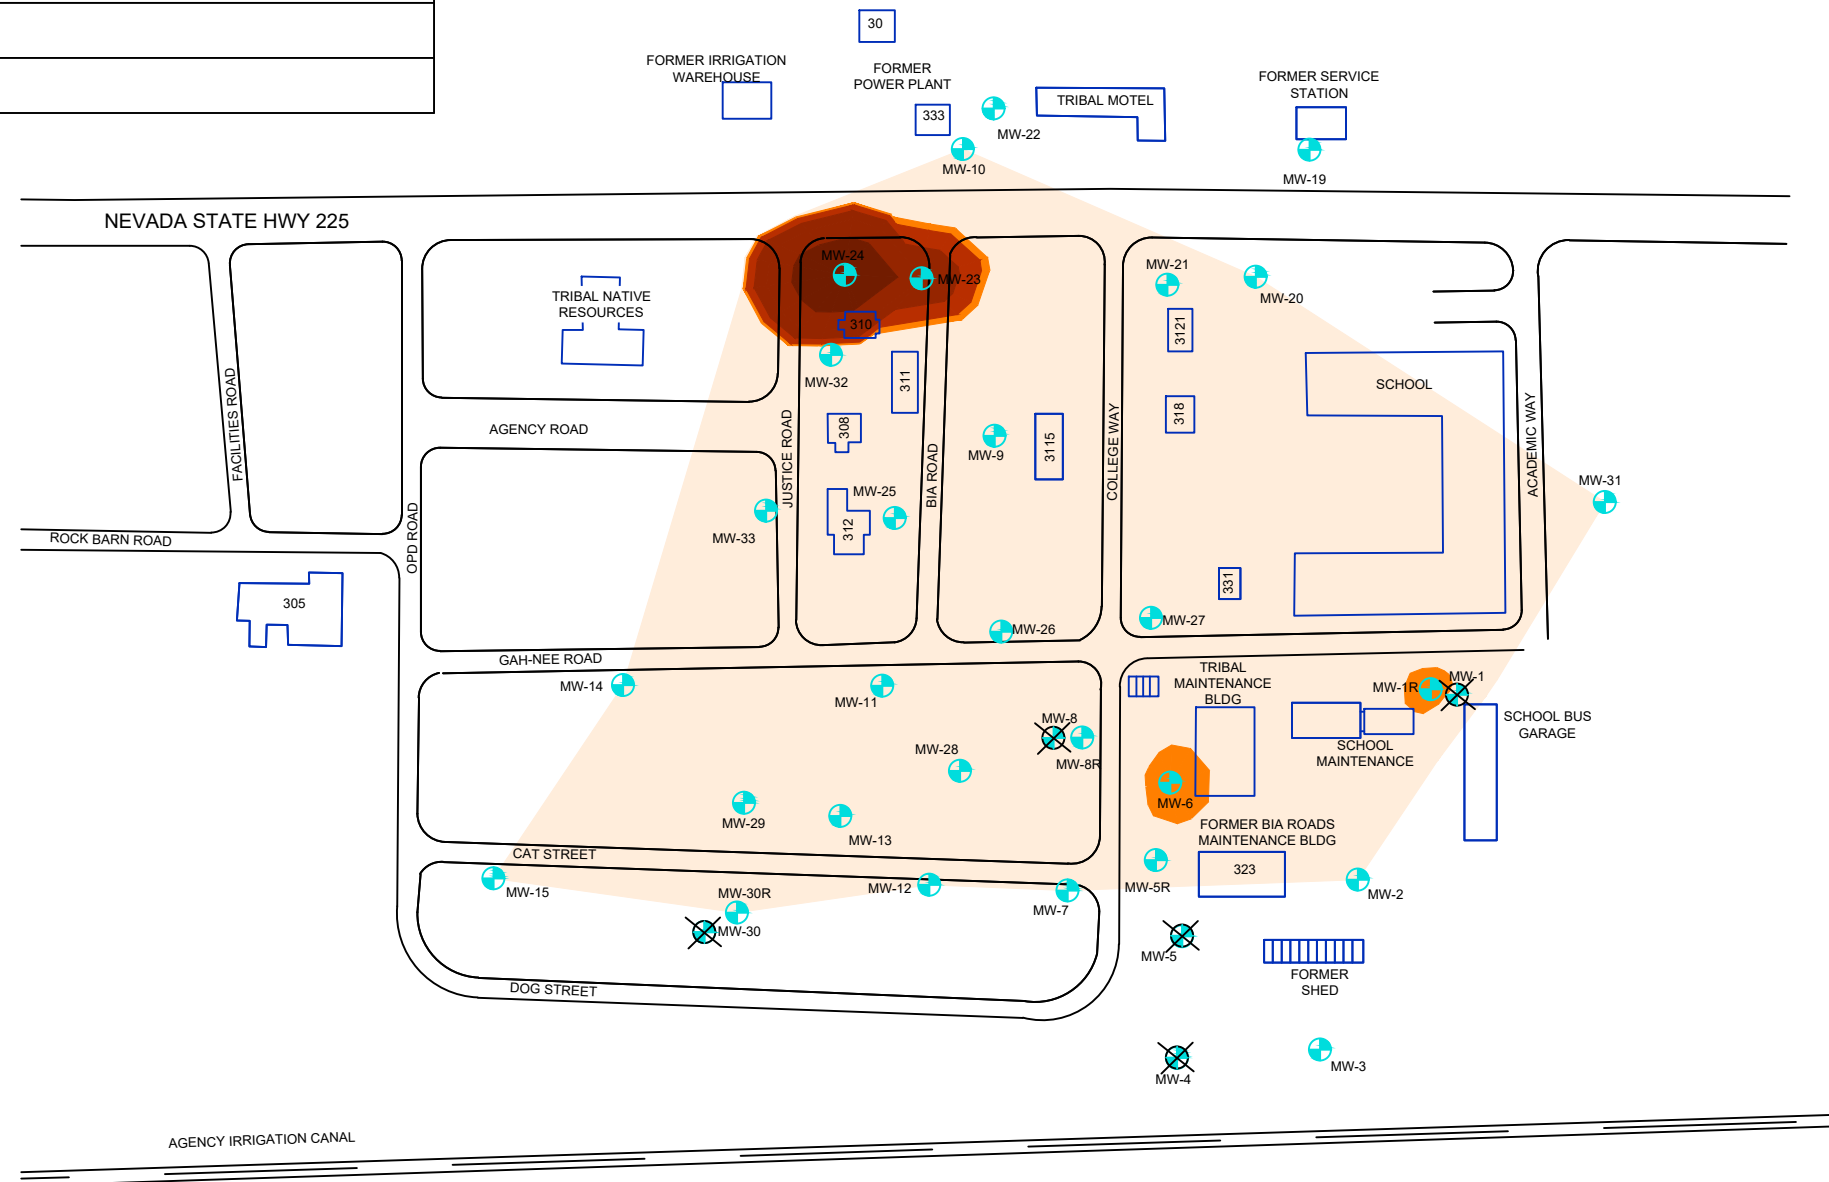 30
FORMER IRRIGATION
WAREHOUSE
FORMER
POWER PLANT
FORMER SERVICE
STATION
TRIBAL MOTEL
333
MW-22
MW-10
MW-19
NEVADA STATE HWY 225
MW-24
MW-23
MW-21
MW-20
TRIBAL NATIVE
RESOURCES
310
3121
MW-32
311
SCHOOL
FACILITIES ROAD
AGENCY ROAD
JUSTICE ROAD
308
BIA ROAD
MW-9
3115
COLLEGE WAY
318
ACADEMIC WAY
MW-31
MW-25
312
MW-33
OPD ROAD
ROCK BARN ROAD
305
331
MW-26
MW-27
GAH-NEE ROAD
MW-14
MW-11
TRIBAL
MAINTENANCE
BLDG
MW-1R
MW-1
MW-8
MW-8R
SCHOOL BUS
GARAGE
SCHOOL
MAINTENANCE
MW-28
MW-6
MW-29
MW-13
FORMER BIA ROADS
MAINTENANCE BLDG
CAT STREET
323
MW-15
MW-30R
MW-12
MW-7
MW-5R
MW-2
MW-30
MW-5
FORMER
SHED
DOG STREET
MW-3
MW-4
AGENCY IRRIGATION CANAL